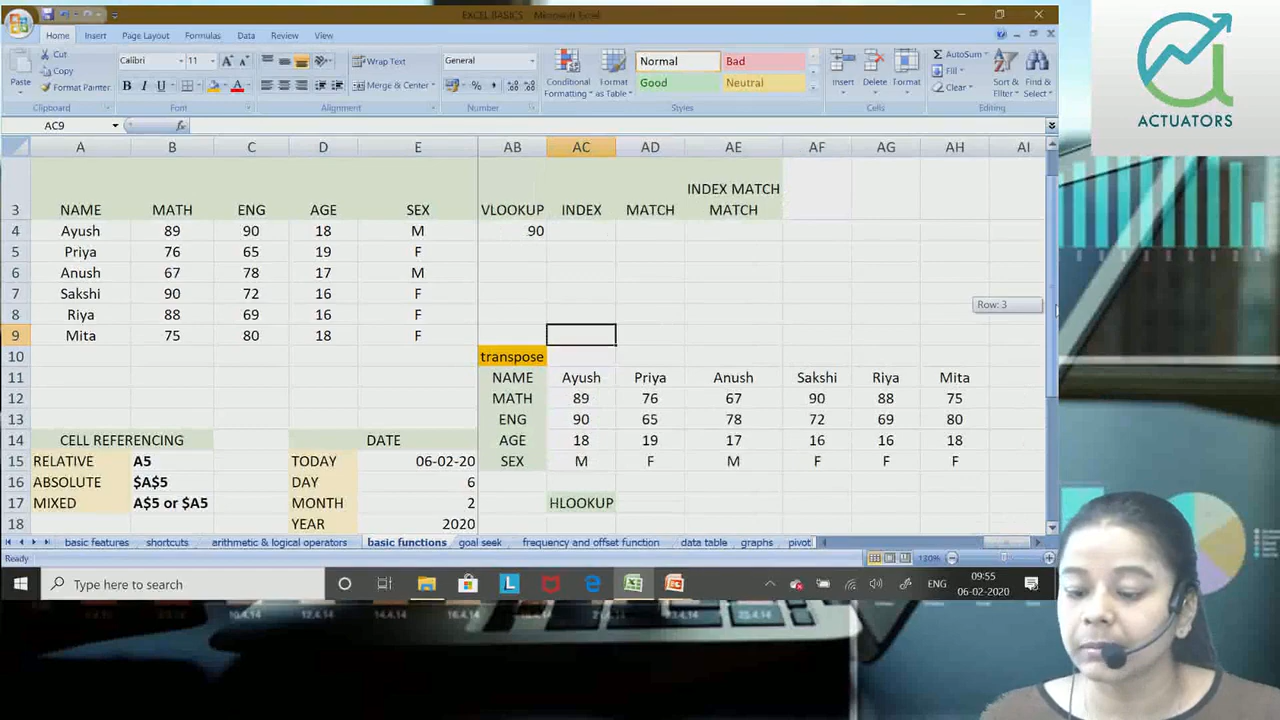 EXCEL BASICS - Microsoft Excel
Home Insert Page Layout Formulas Data Review View
Cut
Copy
Format Painter
Paste
Clipboard
Calibri 11
B U
Font
Wrap Text
Merge & Center
Alignment
General
Number
Conditional Formatting
Format as Table
Normal Bad
Good Neutral
Styles
Insert Delete Format
Cells
AutoSum
Fill
Clear
Sort & Filter
Find & Select
Editing
ACTUATORS
AC9 fx
A B C D E AB AC AD AE AF AG AH AI
3 NAME MATH ENG AGE SEX VLOOKUP INDEX MATCH INDEX MATCH MATCH
4 Ayush 89 90 18 M 90
5 Priya 76 65 19 F
6 Anush 67 78 17 M
7 Sakshi 90 72 16 F
8 Riya 88 69 16 F
Row: 3
9 Mita 75 80 18 F
10 transpose
11 NAME Ayush Priya Anush Sakshi Riya Mita
12 MATH 89 76 67 90 88 75
13 ENG 90 65 78 72 69 80
14 CELL REFERENCING DATE AGE 18 19 17 16 16 18
15 RELATIVE A5 TODAY 06-02-20 SEX M F M F F F
16 ABSOLUTE $A$5 DAY 6
17 MIXED A$5 or $A5 MONTH 2 HLOOKUP
18 YEAR 2020
basic features shortcuts arithmetic & logical operators basic functions goal seek frequency and offset function data table graphs pivot
Ready 130%
Type here to search
L
ENG
09:55
06-02-2020